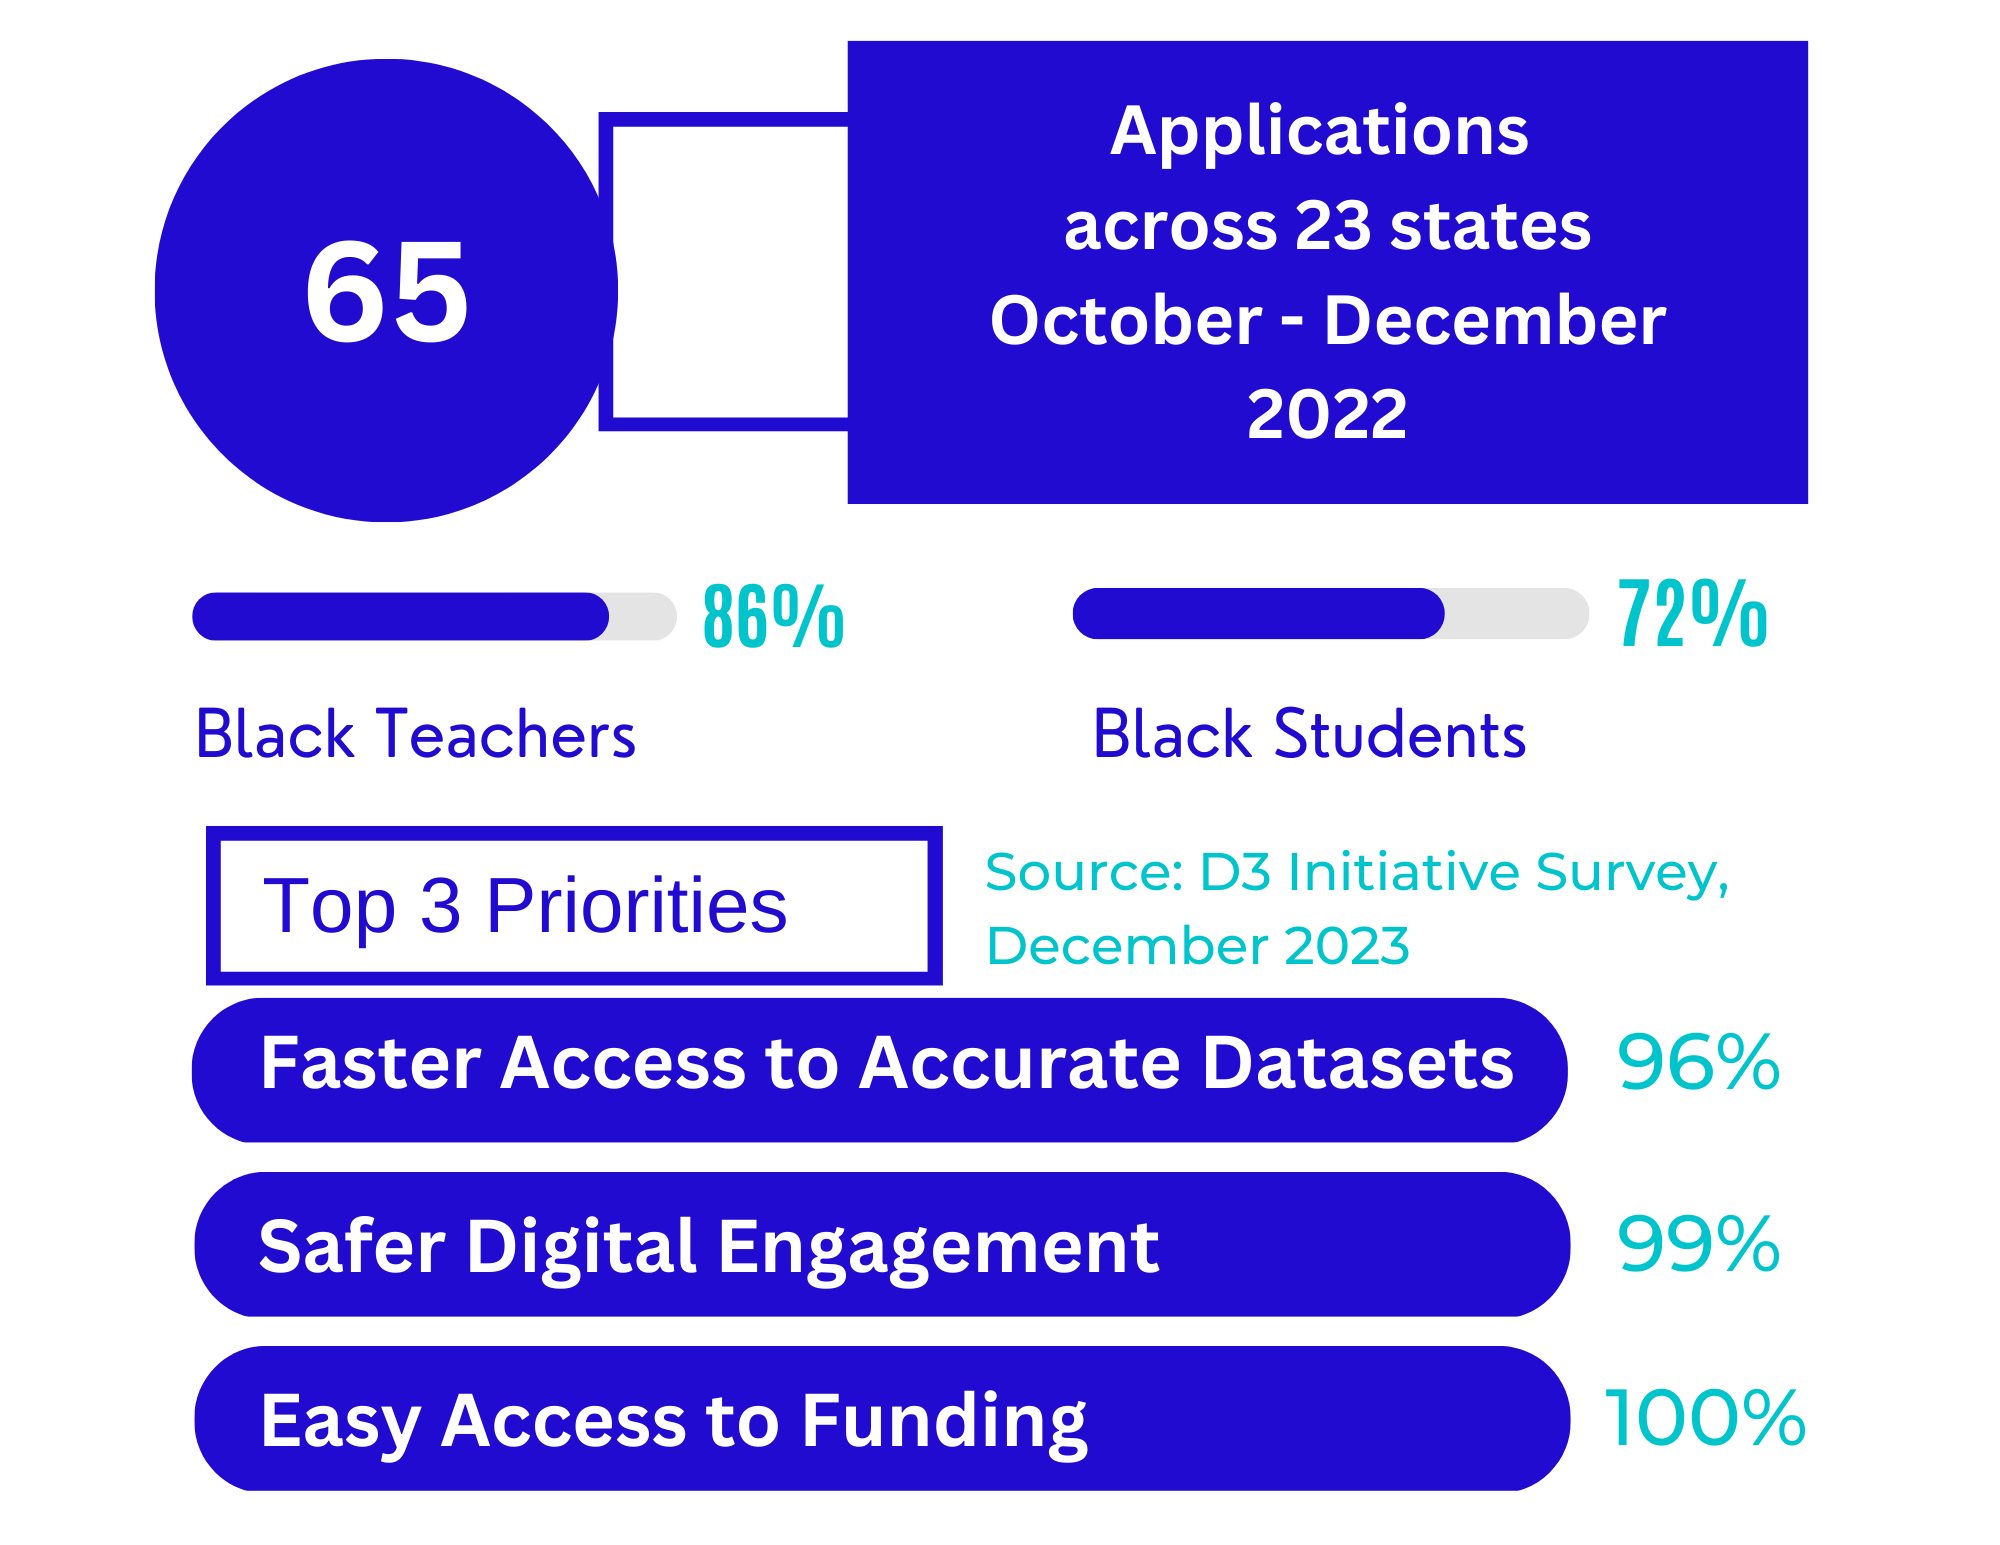 65
Applications
across 23 states
October - December
2022
86%
72%
Black Teachers
Black Students
Top 3 Priorities
Source: D3 Initiative Survey,
December 2023
Faster Access to Accurate Datasets
96%
Safer Digital Engagement
99%
Easy Access to Funding
100%